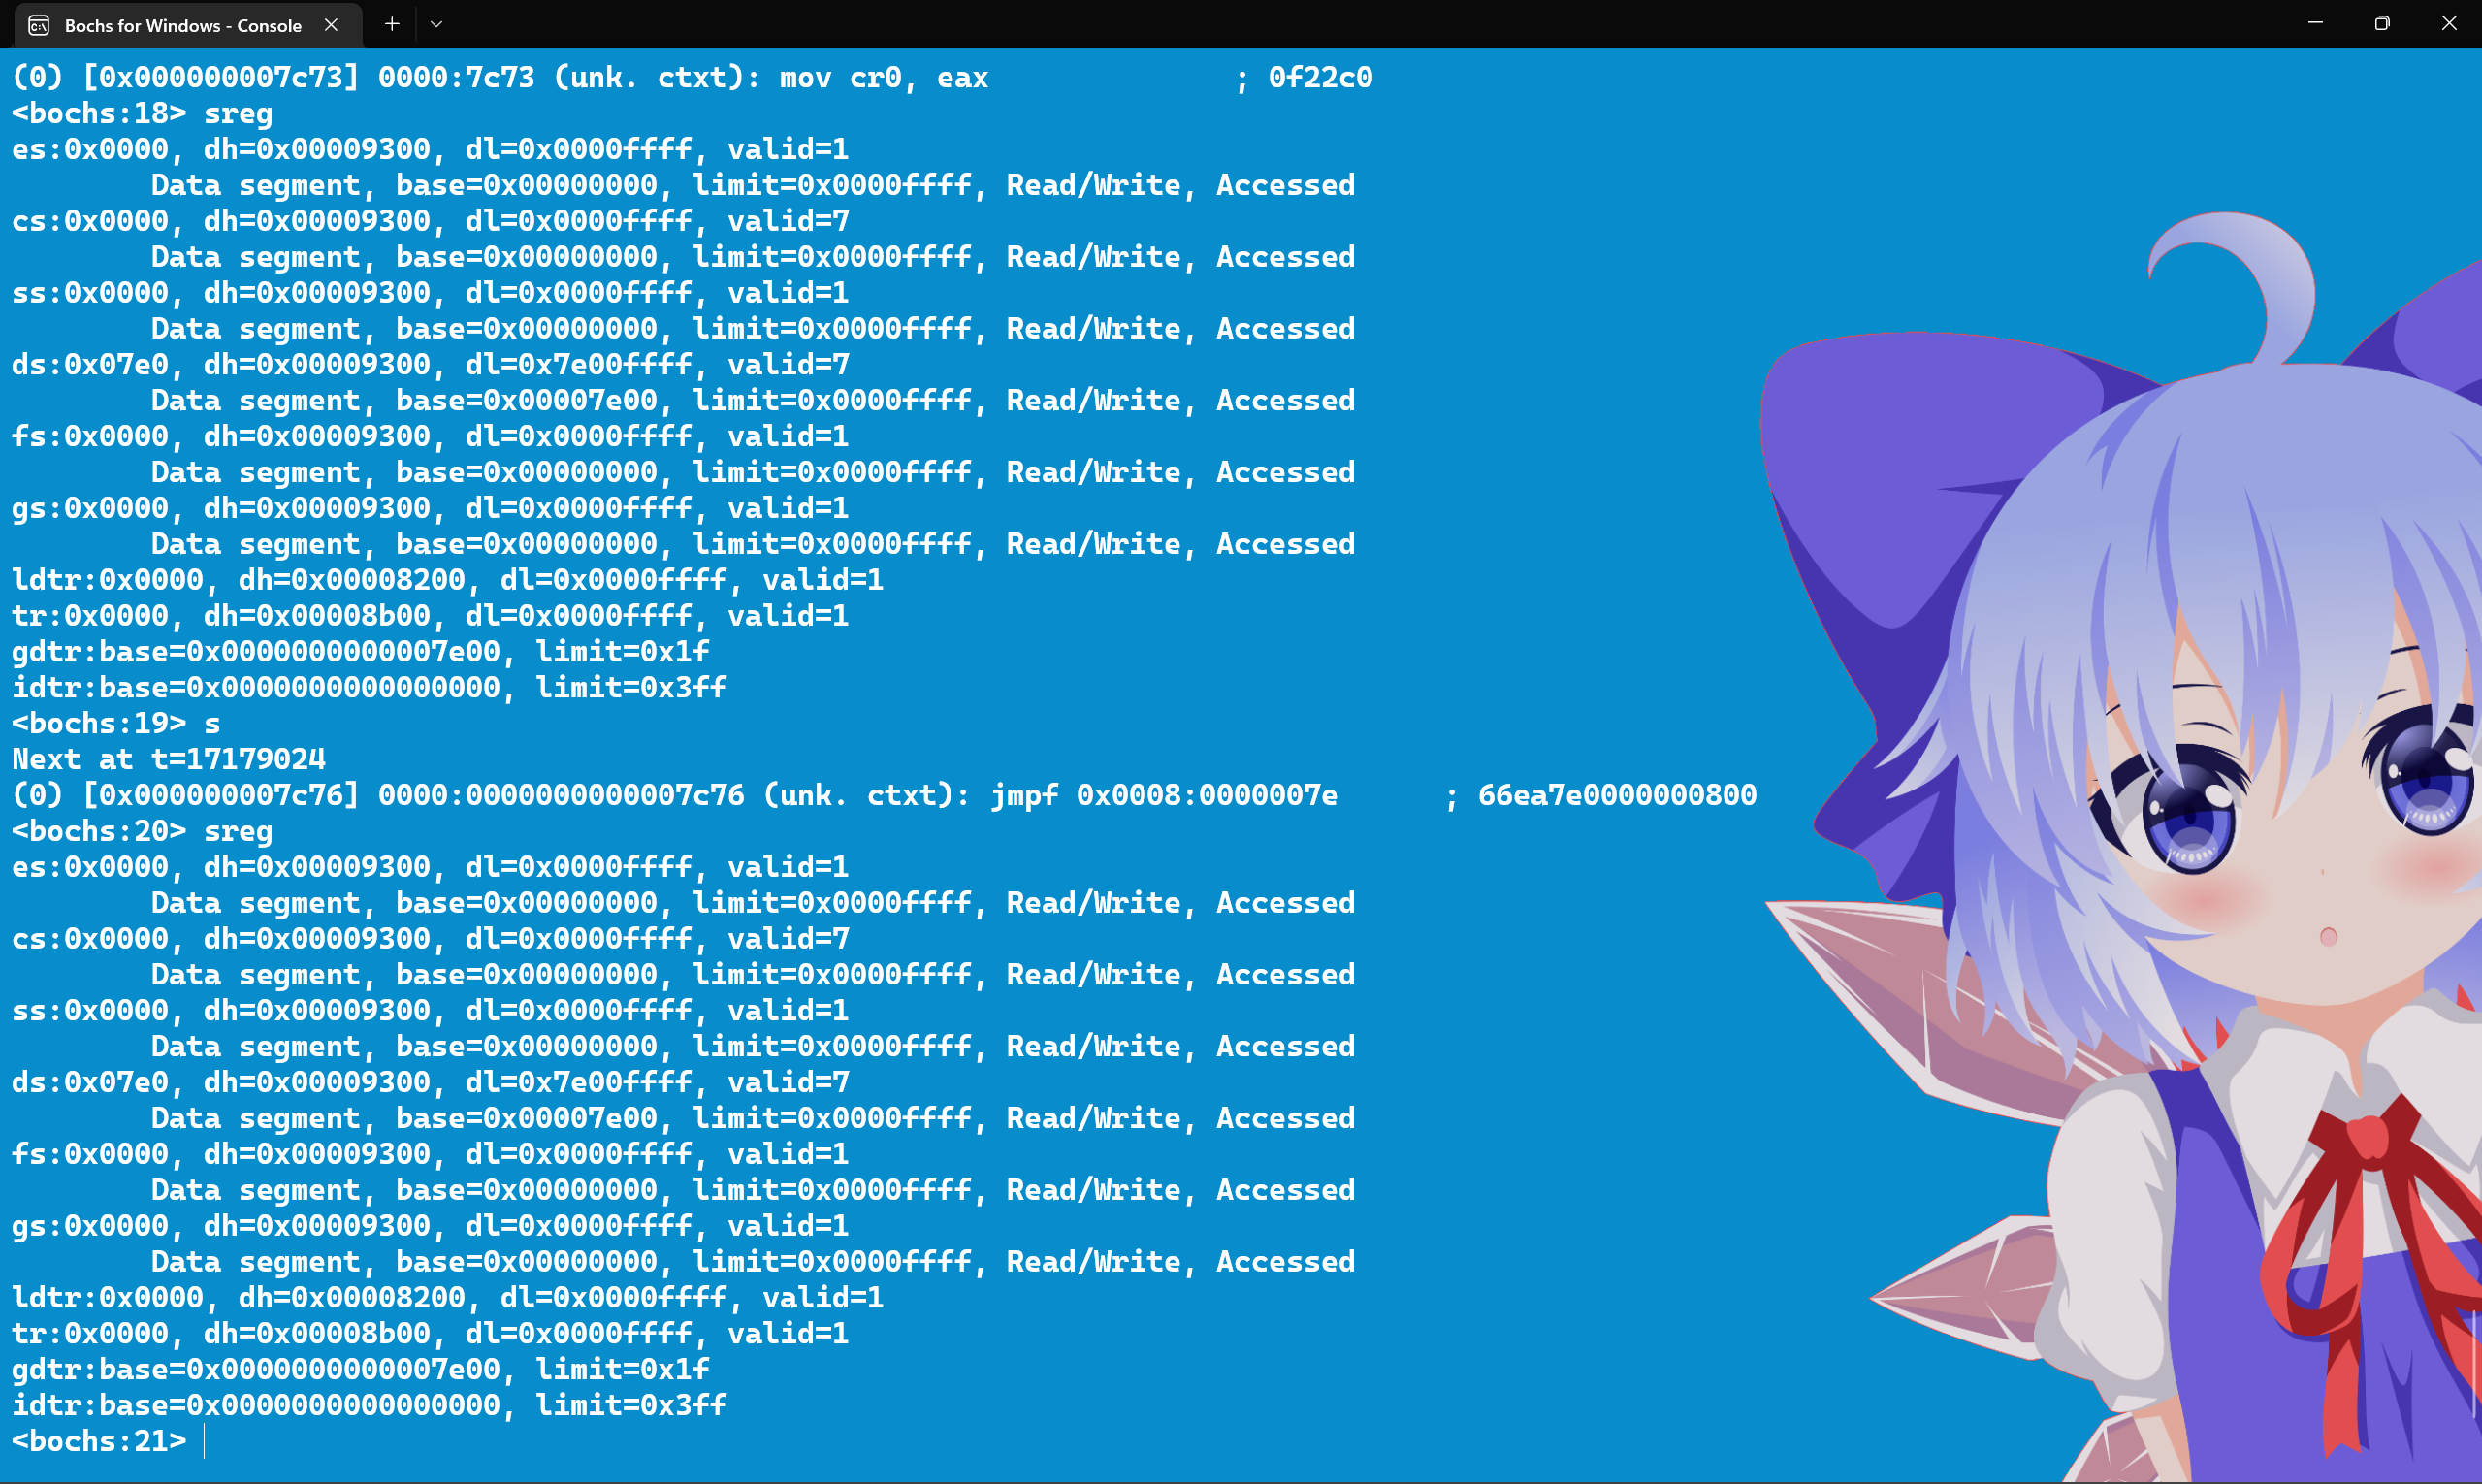 Bochs for Windows - Console
(0) [0x000000007c73] 0000:7c73 (unk. ctxt): mov cr0, eax              ; 0f22c0
<bochs:18> sreg
es:0x0000, dh=0x00009300, dl=0x0000ffff, valid=1
        Data segment, base=0x00000000, limit=0x0000ffff, Read/Write, Accessed
cs:0x0000, dh=0x00009300, dl=0x0000ffff, valid=7
        Data segment, base=0x00000000, limit=0x0000ffff, Read/Write, Accessed
ss:0x0000, dh=0x00009300, dl=0x0000ffff, valid=1
        Data segment, base=0x00000000, limit=0x0000ffff, Read/Write, Accessed
ds:0x07e0, dh=0x00009300, dl=0x7e00ffff, valid=7
        Data segment, base=0x00007e00, limit=0x0000ffff, Read/Write, Accessed
fs:0x0000, dh=0x00009300, dl=0x0000ffff, valid=1
        Data segment, base=0x00000000, limit=0x0000ffff, Read/Write, Accessed
gs:0x0000, dh=0x00009300, dl=0x0000ffff, valid=1
        Data segment, base=0x00000000, limit=0x0000ffff, Read/Write, Accessed
ldtr:0x0000, dh=0x00008200, dl=0x0000ffff, valid=1
tr:0x0000, dh=0x00008b00, dl=0x0000ffff, valid=1
gdtr:base=0x0000000000007e00, limit=0x1f
idtr:base=0x0000000000000000, limit=0x3ff
<bochs:19> s
Next at t=17179024
(0) [0x000000007c76] 0000:0000000000007c76 (unk. ctxt): jmpf 0x0008:0000007e      ; 66ea7e0000000800
<bochs:20> sreg
es:0x0000, dh=0x00009300, dl=0x0000ffff, valid=1
        Data segment, base=0x00000000, limit=0x0000ffff, Read/Write, Accessed
cs:0x0000, dh=0x00009300, dl=0x0000ffff, valid=7
        Data segment, base=0x00000000, limit=0x0000ffff, Read/Write, Accessed
ss:0x0000, dh=0x00009300, dl=0x0000ffff, valid=1
        Data segment, base=0x00000000, limit=0x0000ffff, Read/Write, Accessed
ds:0x07e0, dh=0x00009300, dl=0x7e00ffff, valid=7
        Data segment, base=0x00007e00, limit=0x0000ffff, Read/Write, Accessed
fs:0x0000, dh=0x00009300, dl=0x0000ffff, valid=1
        Data segment, base=0x00000000, limit=0x0000ffff, Read/Write, Accessed
gs:0x0000, dh=0x00009300, dl=0x0000ffff, valid=1
        Data segment, base=0x00000000, limit=0x0000ffff, Read/Write, Accessed
ldtr:0x0000, dh=0x00008200, dl=0x0000ffff, valid=1
tr:0x0000, dh=0x00008b00, dl=0x0000ffff, valid=1
gdtr:base=0x0000000000007e00, limit=0x1f
idtr:base=0x0000000000000000, limit=0x3ff
<bochs:21>